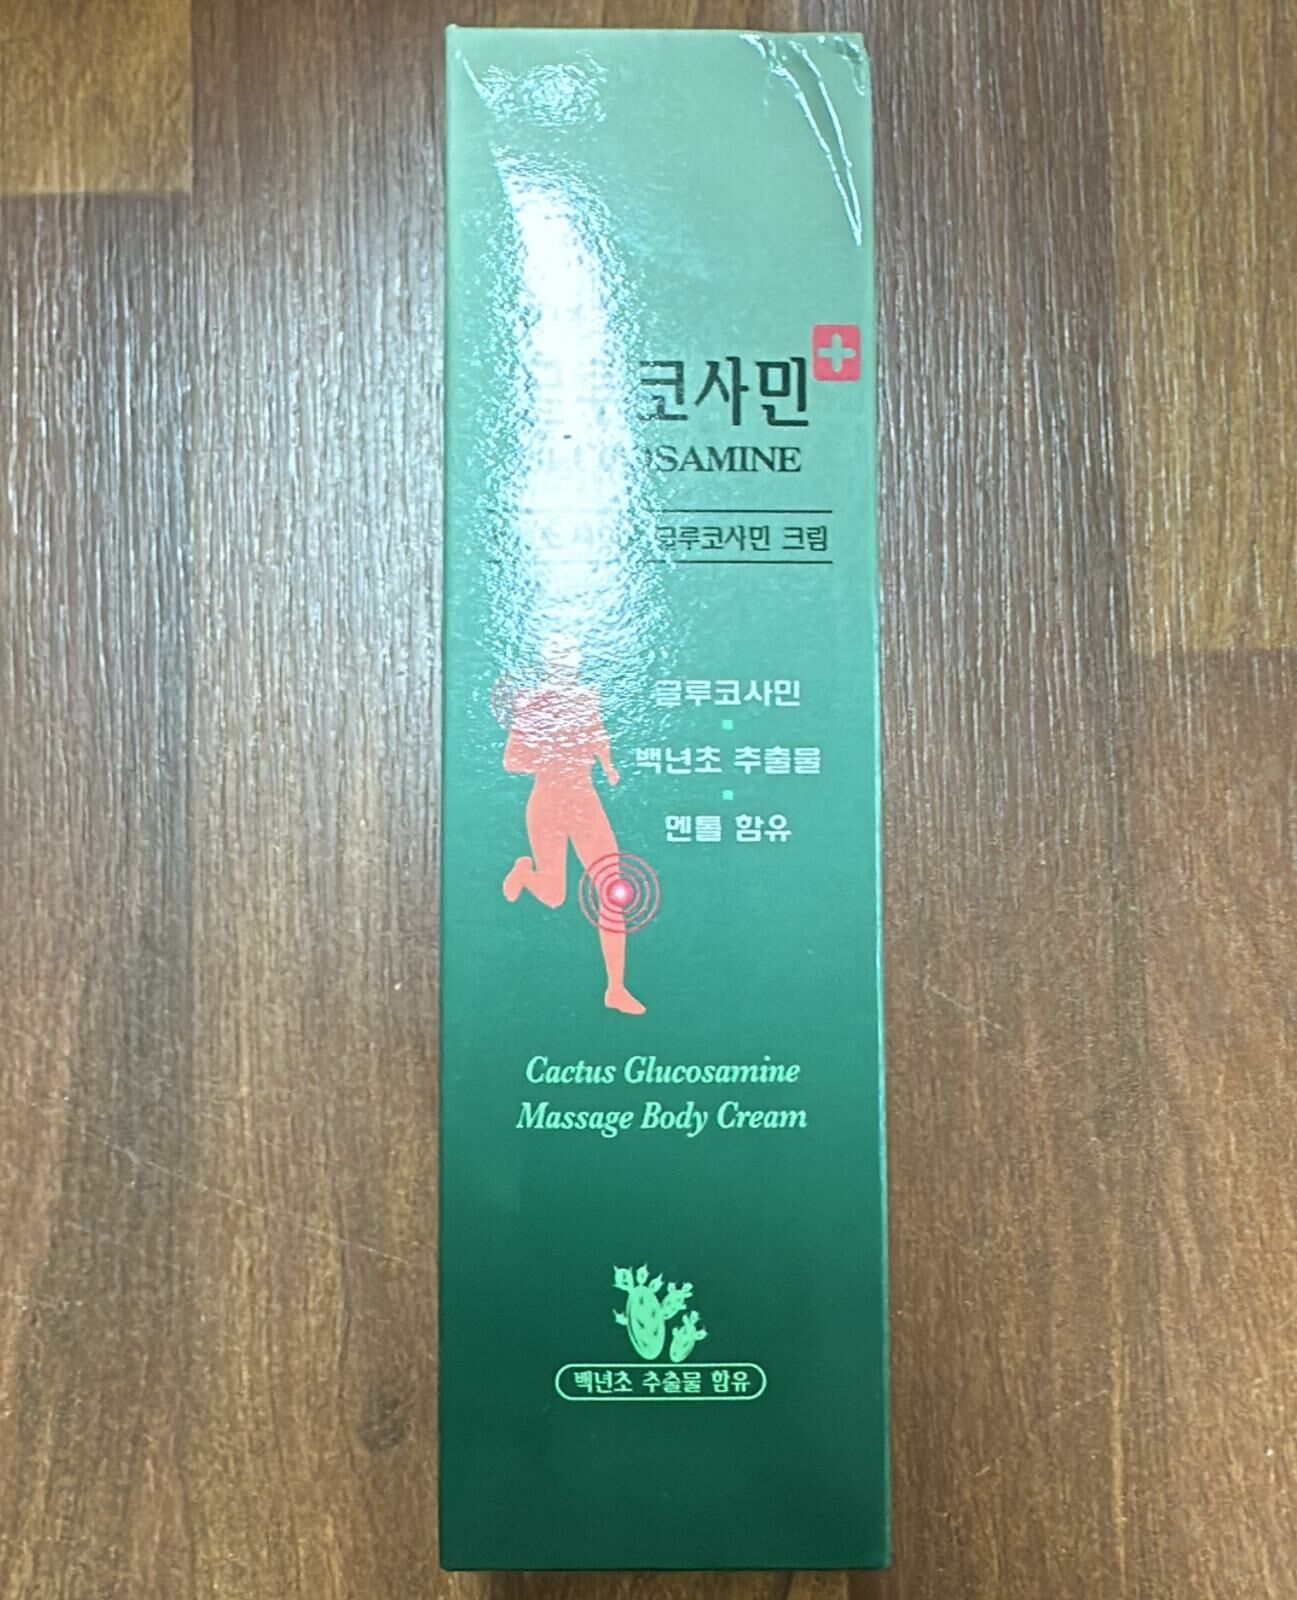 코사민
글루코사민 크림
글루코사민
백년초 추출물
멘톨 함유
Cactus Glucosamine
Massage Body Cream
백년초 추출물 함유